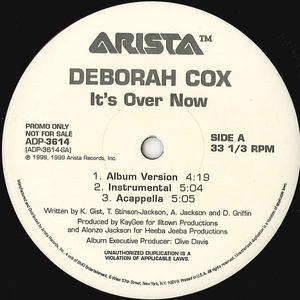 ARISTA™
DEBORAH COX
It's Over Now
PROMO ONLY
NOT FOR SALE
ADP-3614
(ADP-3614-SA)
℗ 1998, 1999 Arista Records, Inc.
SIDE A
33 1/3 RPM
1. Album Version 4:19
2. Instrumental 5:04
3. Acappella 5:05
Written by K. Gist, T. Stinson-Jackson, A. Jackson and D. Griffin
Produced by KayGee for Illtown Productions
and Alonzo Jackson for Heeba Jeeba Productions
Album Executive Producer: Clive Davis
UNAUTHORIZED DUPLICATION IS A
VIOLATION OF APPLICABLE LAWS.